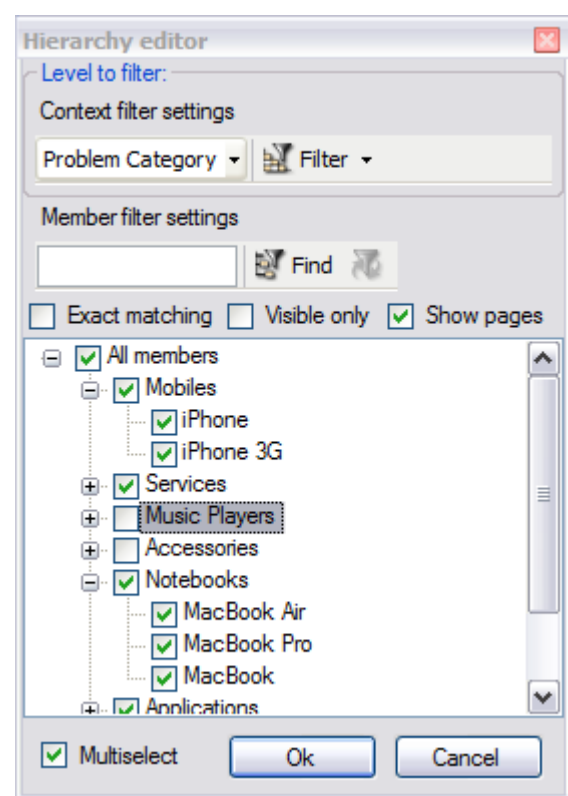 Hierarchy editor
Level to filter:
Context filter settings
Problem Category Filter
Member filter settings
Find
Exact matching Visible only Show pages
All members
Mobiles
iPhone
iPhone 3G
Services
Music Players
Accessories
Notebooks
MacBook Air
MacBook Pro
MacBook
Applications
Multiselect Ok Cancel